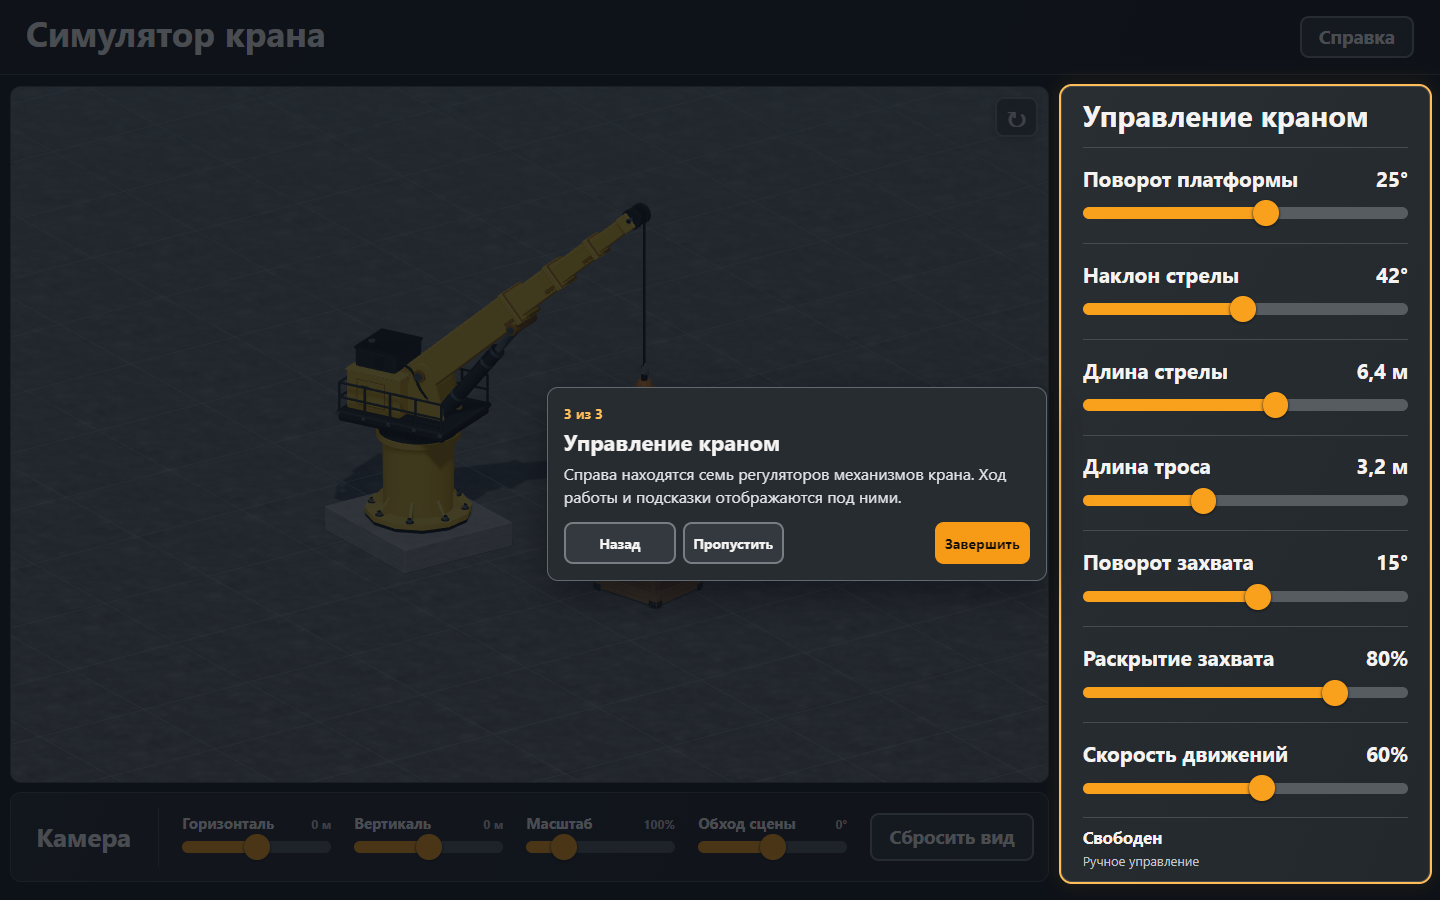 Симулятор крана
Справка
Управление краном
Поворот платформы 25°
Наклон стрелы 42°
Длина стрелы 6,4 м
Длина троса 3,2 м
Поворот захвата 15°
Раскрытие захвата 80%
Скорость движений 60%
Свободен
Ручное управление
3 из 3
Управление краном
Справа находятся семь регуляторов механизмов крана. Ход
работы и подсказки отображаются под ними.
Назад Пропустить Завершить
Камера
Горизонталь 0 м
Вертикаль 0 м
Масштаб 100%
Обход сцены 0°
Сбросить вид